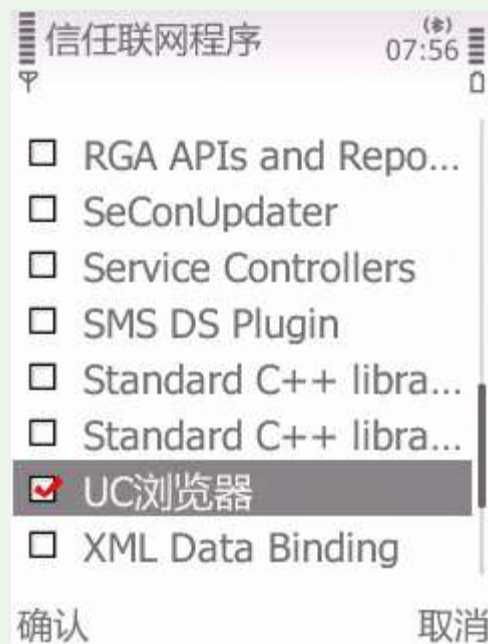 信任联网程序
07:56
RGA APIs and Repo...
SeConUpdater
Service Controllers
SMS DS Plugin
Standard C++ libra...
Standard C++ libra...
UC浏览器
XML Data Binding
确认 取消